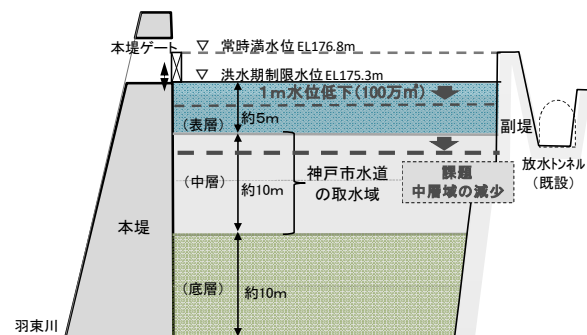 本堤ゲート
▽ 常時満水位 EL176.8m
▽ 洪水期制限水位 EL175.3m
1m水位低下(100万㎥)
約5m
(表層)
副堤
放水トンネル
(既設)
神戸市水道
の取水域
課題
中層域の減少
(中層)
約10m
本堤
(底層)
約10m
羽束川